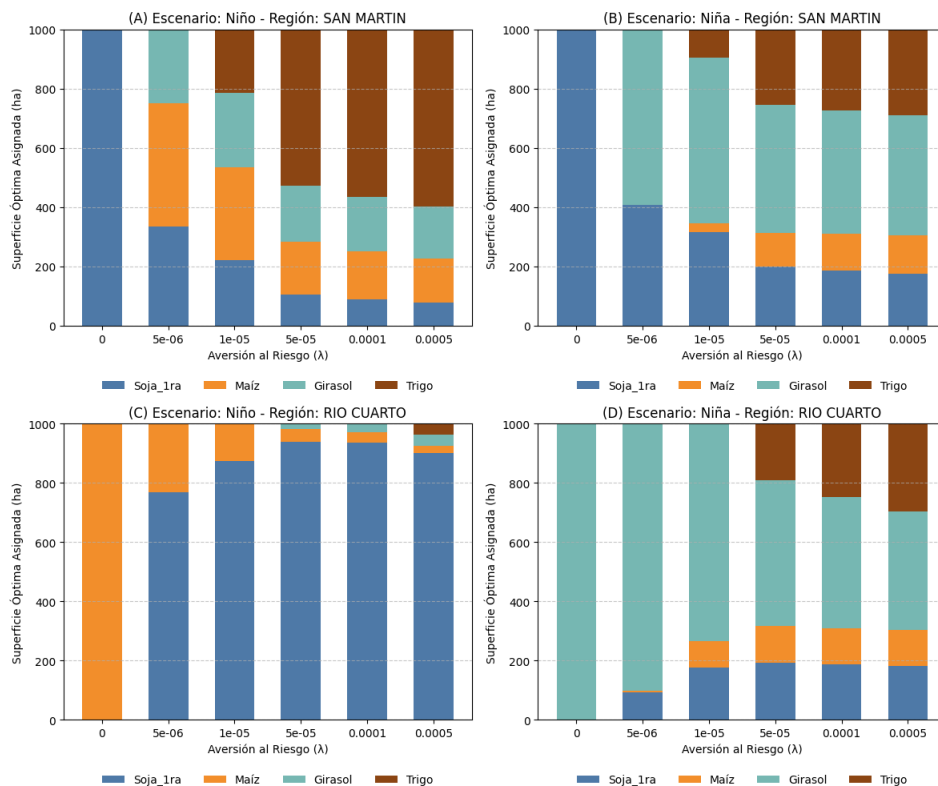 (A) Escenario: Niño - Región: SAN MARTIN
Superficie Óptima Asignada (ha)
1000
800
600
400
200
0
0 5e-06 1e-05 5e-05 0.0001 0.0005
Aversión al Riesgo (λ)
Soja_1ra Maíz Girasol Trigo
(B) Escenario: Niña - Región: SAN MARTIN
Superficie Óptima Asignada (ha)
1000
800
600
400
200
0
0 5e-06 1e-05 5e-05 0.0001 0.0005
Aversión al Riesgo (λ)
Soja_1ra Maíz Girasol Trigo
(C) Escenario: Niño - Región: RIO CUARTO
Superficie Óptima Asignada (ha)
1000
800
600
400
200
0
0 5e-06 1e-05 5e-05 0.0001 0.0005
Aversión al Riesgo (λ)
Soja_1ra Maíz Girasol Trigo
(D) Escenario: Niña - Región: RIO CUARTO
Superficie Óptima Asignada (ha)
1000
800
600
400
200
0
0 5e-06 1e-05 5e-05 0.0001 0.0005
Aversión al Riesgo (λ)
Soja_1ra Maíz Girasol Trigo